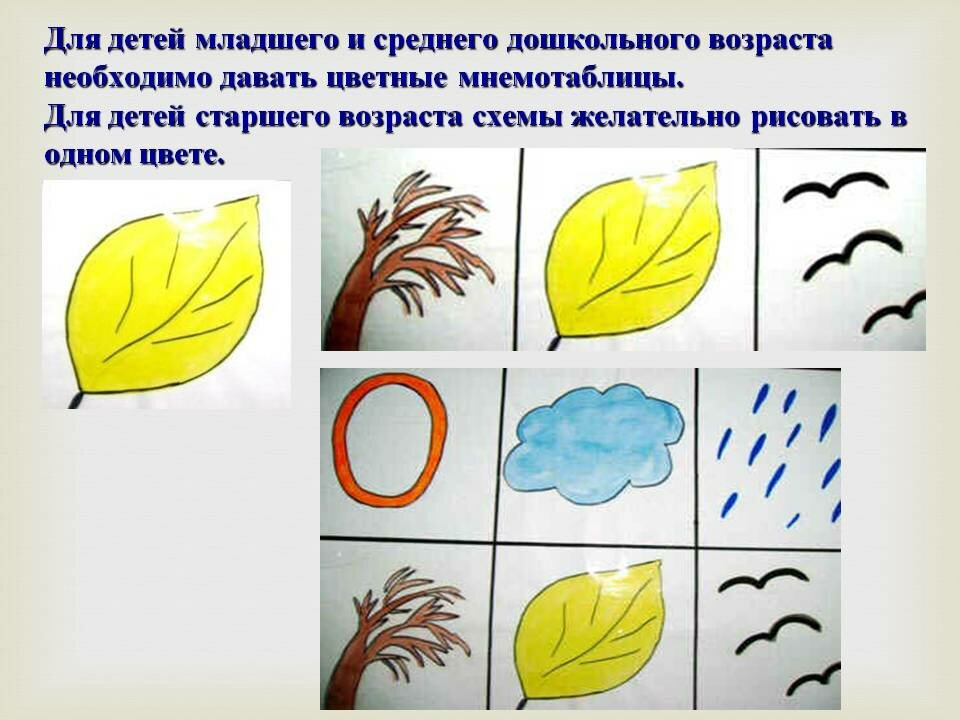 Для детей младшего и среднего дошкольного возраста
необходимо давать цветные мнемотаблицы.
Для детей старшего возраста схемы желательно рисовать в
одном цвете.